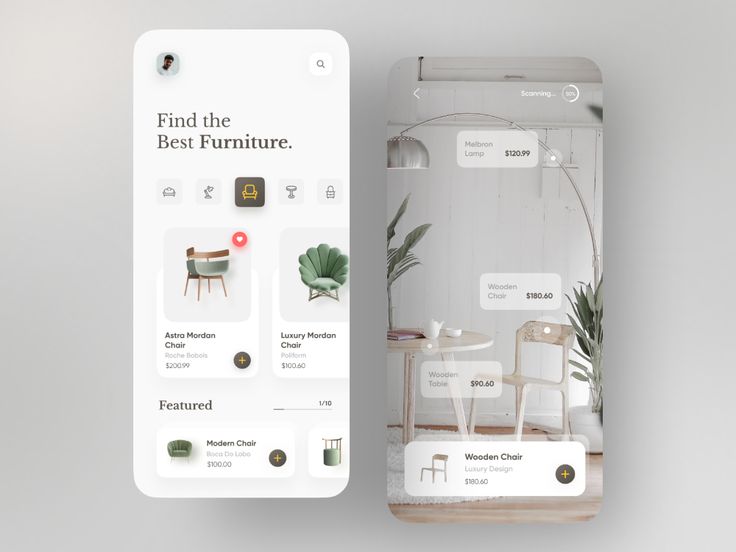 Find the
Best Furniture.
Astra Mordan
Chair
Roche Bobois
$200.99
Luxury Mordan
Chair
Poliform
$100.60
Featured
1/10
Modern Chair
Boca Do Lobo
$100.00
Scanning...
50%
Melbron
Lamp
$120.99
Wooden
Chair
$180.60
Wooden
Table
$90.60
Wooden Chair
Luxury Design
$180.60